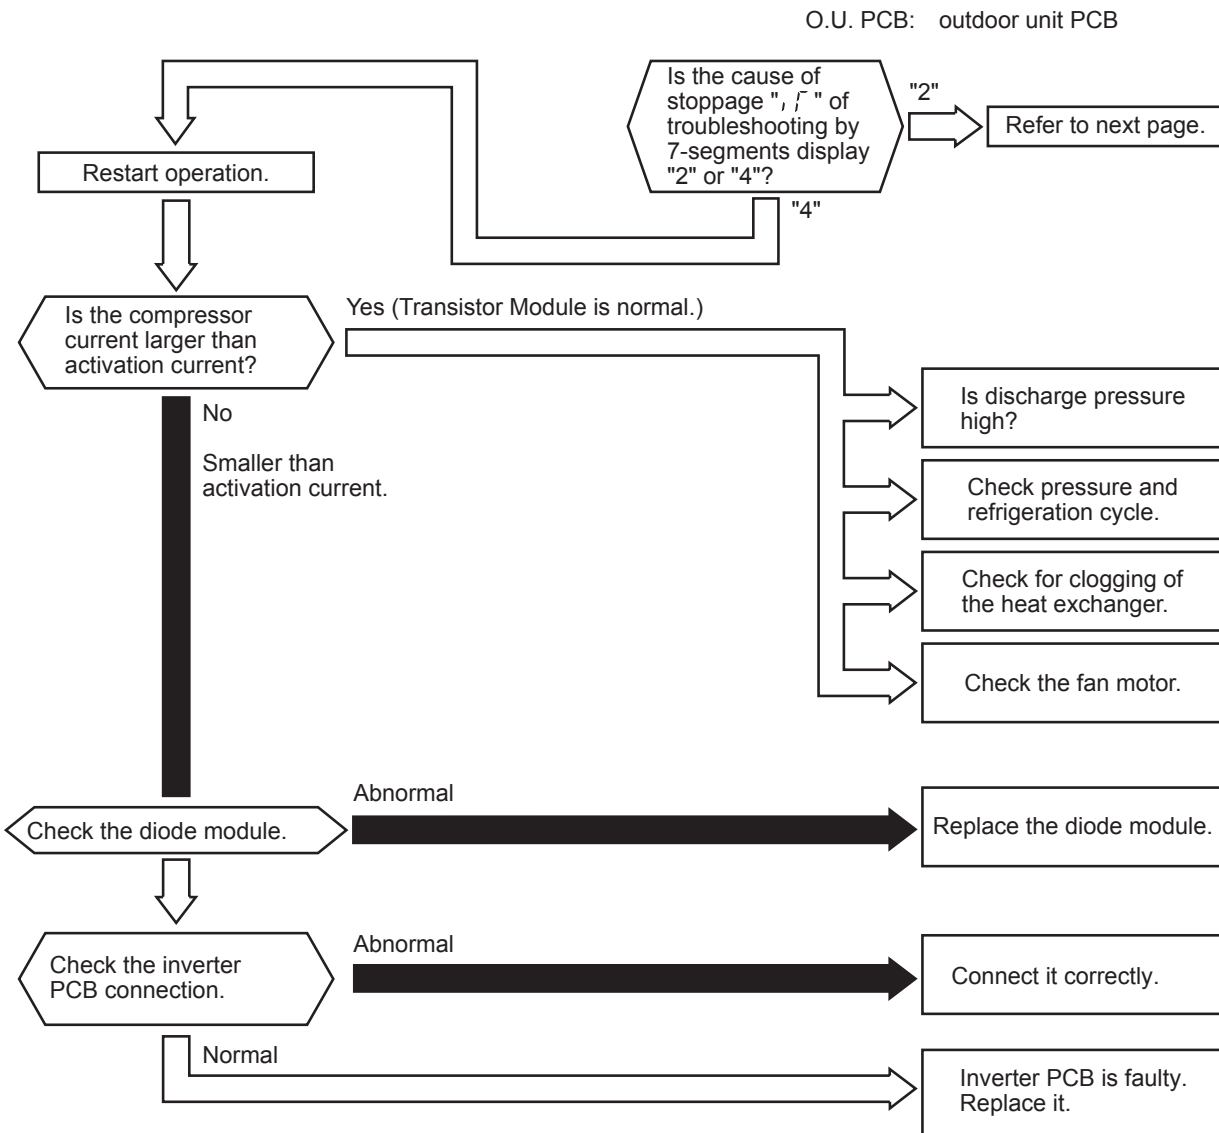 O.U. PCB: outdoor unit PCB
Is the cause of
stoppage " " of
troubleshooting by
7-segments display
"2" or "4"?
"2"
Refer to next page.
"4"
Restart operation.
Is the compressor
current larger than
activation current?
Yes (Transistor Module is normal.)
No
Smaller than
activation current.
Is discharge pressure
high?
Check pressure and
refrigeration cycle.
Check for clogging of
the heat exchanger.
Check the fan motor.
Check the diode module.
Abnormal
Replace the diode module.
Check the inverter
PCB connection.
Abnormal
Connect it correctly.
Normal
Inverter PCB is faulty.
Replace it.